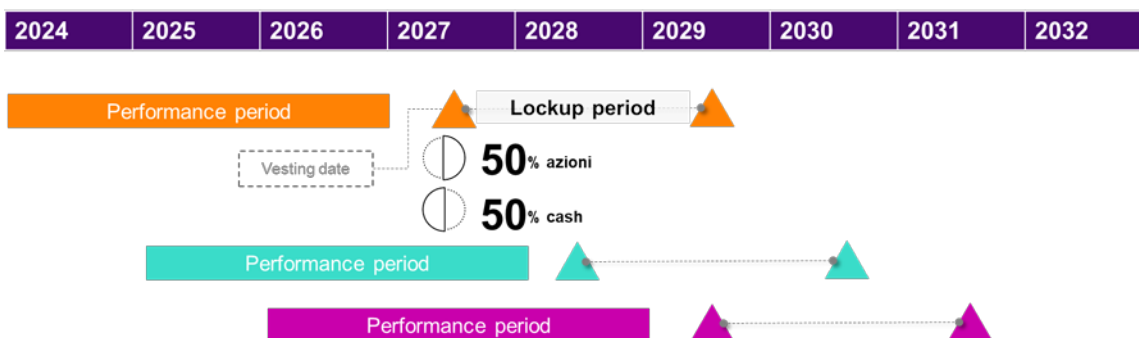 2024 2025 2026 2027 2028 2029 2030 2031 2032
Performance period
Lockup period
Vesting date
50% azioni
50% cash
Performance period
Performance period